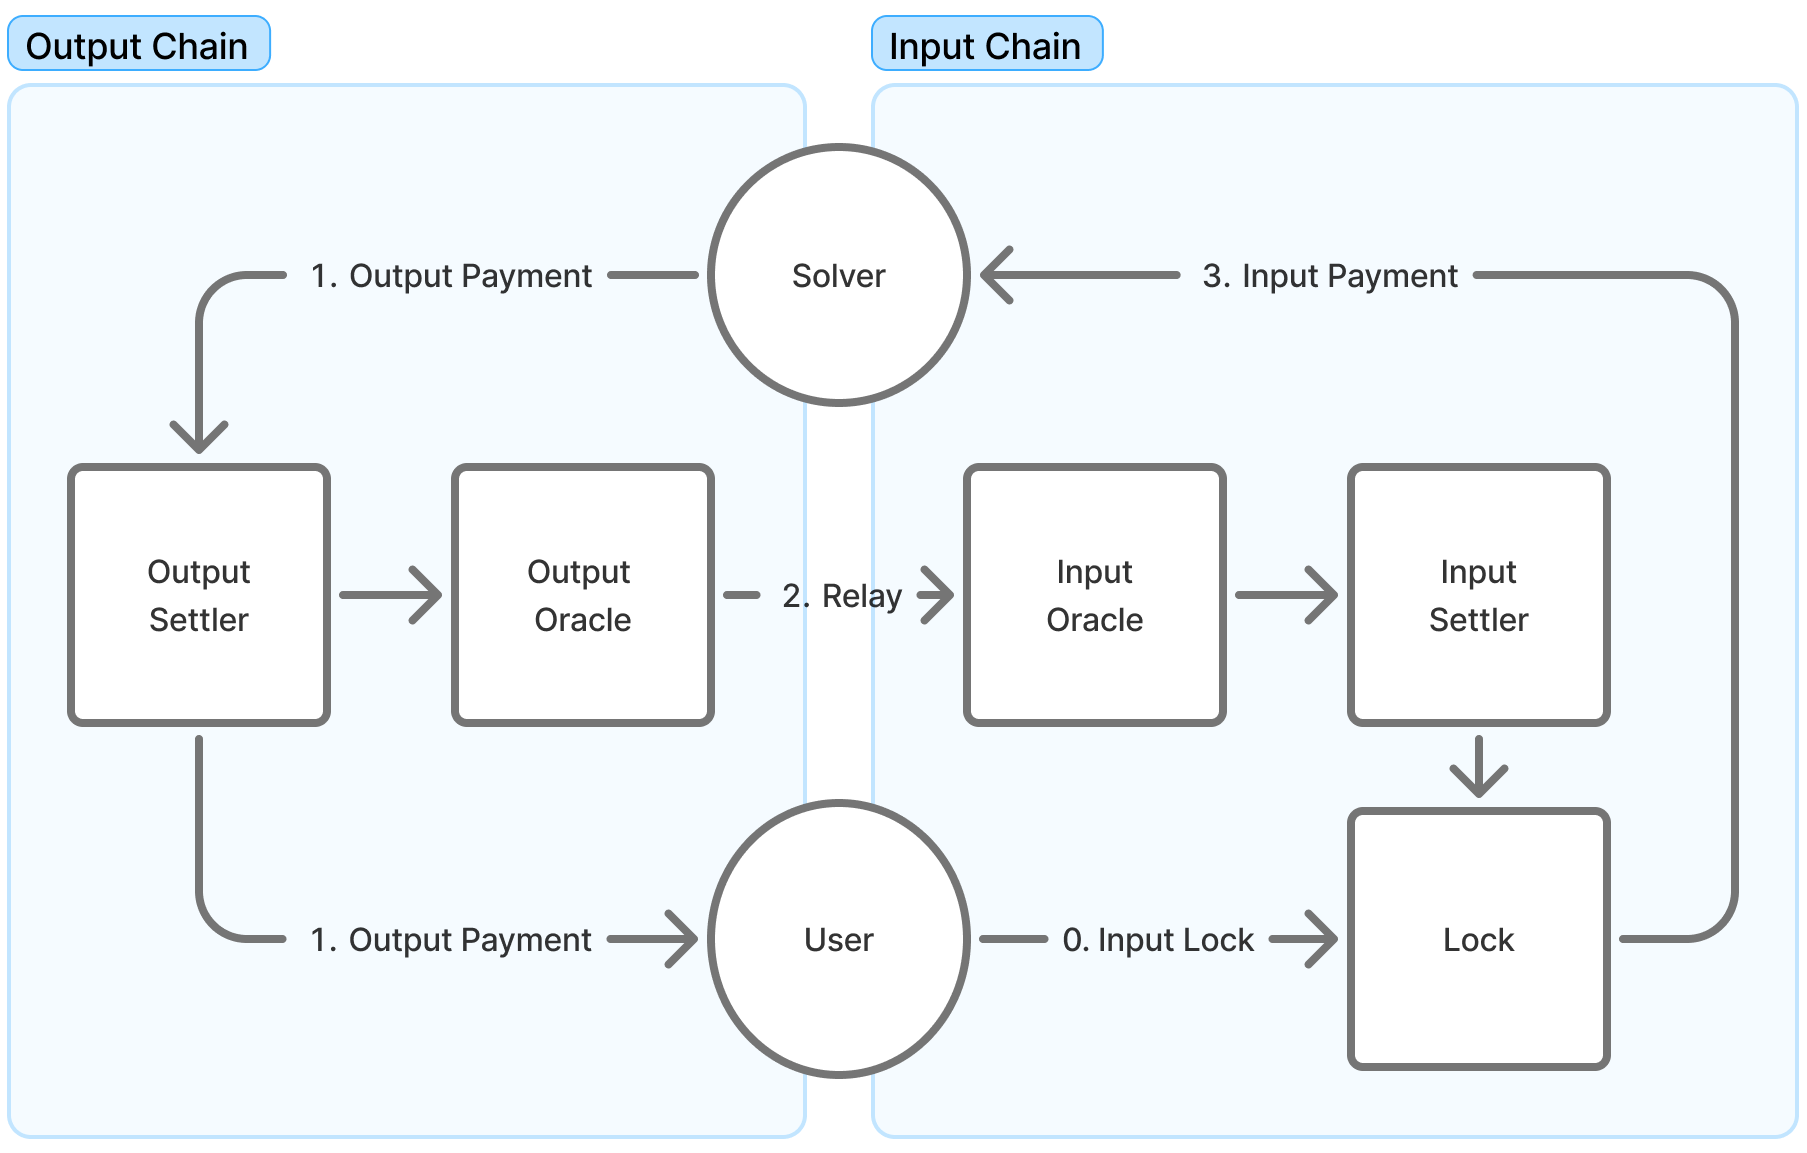 Output Chain
Input Chain
Solver
1. Output Payment
3. Input Payment
Output
Settler
Output
Oracle
2. Relay
Input
Oracle
Input
Settler
1. Output Payment
User
0. Input Lock
Lock